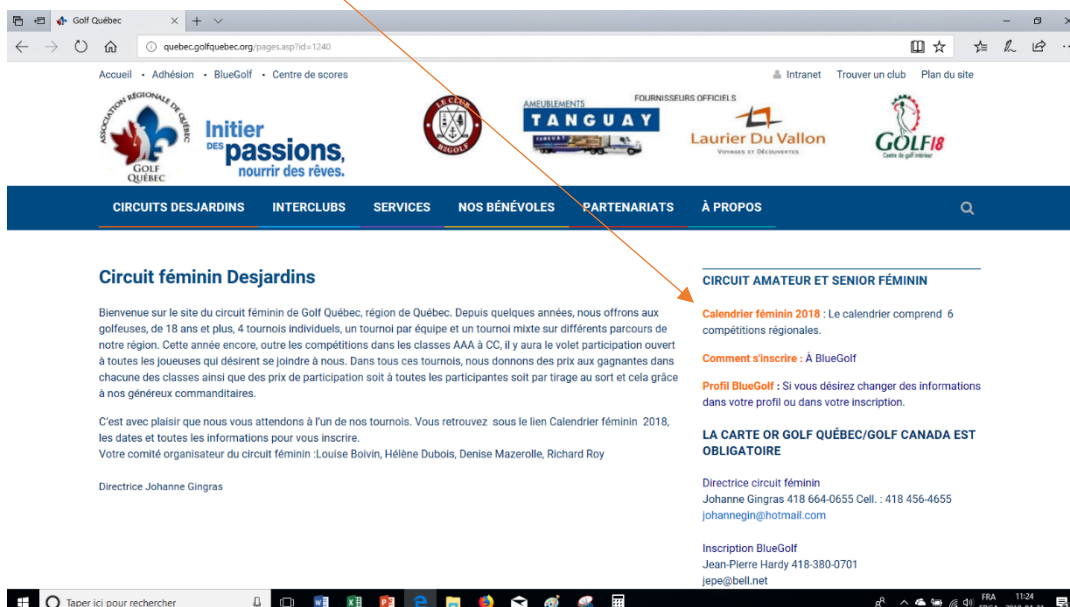 Golf Québec
quebec.golfquebec.org/pages.asp?id=1240
Accueil • Adhésion • BlueGolf • Centre de scores
Intranet Trouver un club Plan du site
ASSOCIATION RÉGIONALE DE QUÉBEC
GOLF
QUÉBEC
Initier
DES passions,
nourrir des rêves.
LE CLUB
B2GOLF
FOURNISSEURS OFFICIELS
AMEUBLEMENTS
TANGUAY
Laurier Du Vallon
VOYAGES ET DÉCOUVERTES
GOLF18
Centre de golf intérieur
CIRCUITS DESJARDINS INTERCLUBS SERVICES NOS BÉNÉVOLES PARTENARIATS À PROPOS
Circuit féminin Desjardins
Bienvenue sur le site du circuit féminin de Golf Québec, région de Québec. Depuis quelques années, nous offrons aux
golfeuses, de 18 ans et plus, 4 tournois individuels, un tournoi par équipe et un tournoi mixte sur différents parcours de
notre région. Cette année encore, outre les compétitions dans les classes AAA à CC, il y aura le volet participation ouvert
à toutes les joueuses qui désirent se joindre à nous. Dans tous ces tournois, nous donnons des prix aux gagnantes dans
chacune des classes ainsi que des prix de participation soit à toutes les participantes soit par tirage au sort et cela grâce
à nos généreux commanditaires.
C'est avec plaisir que nous vous attendons à l'un de nos tournois. Vous retrouvez sous le lien Calendrier féminin 2018,
les dates et toutes les informations pour vous inscrire.
Votre comité organisateur du circuit féminin :Louise Boivin, Hélène Dubois, Denise Mazerolle, Richard Roy
Directrice Johanne Gingras
CIRCUIT AMATEUR ET SENIOR FÉMININ
Calendrier féminin 2018 : Le calendrier comprend 6
compétitions régionales.
Comment s'inscrire : À BlueGolf
Profil BlueGolf : Si vous désirez changer des informations
dans votre profil ou dans votre inscription.
LA CARTE OR GOLF QUÉBEC/GOLF CANADA EST
OBLIGATOIRE
Directrice circuit féminin
Johanne Gingras 418 664-0655 Cell. : 418 456-4655
johannegin@hotmail.com
Inscription BlueGolf
Jean-Pierre Hardy 418-380-0701
jepe@bell.net
Taper ici pour rechercher
FRA 11:24